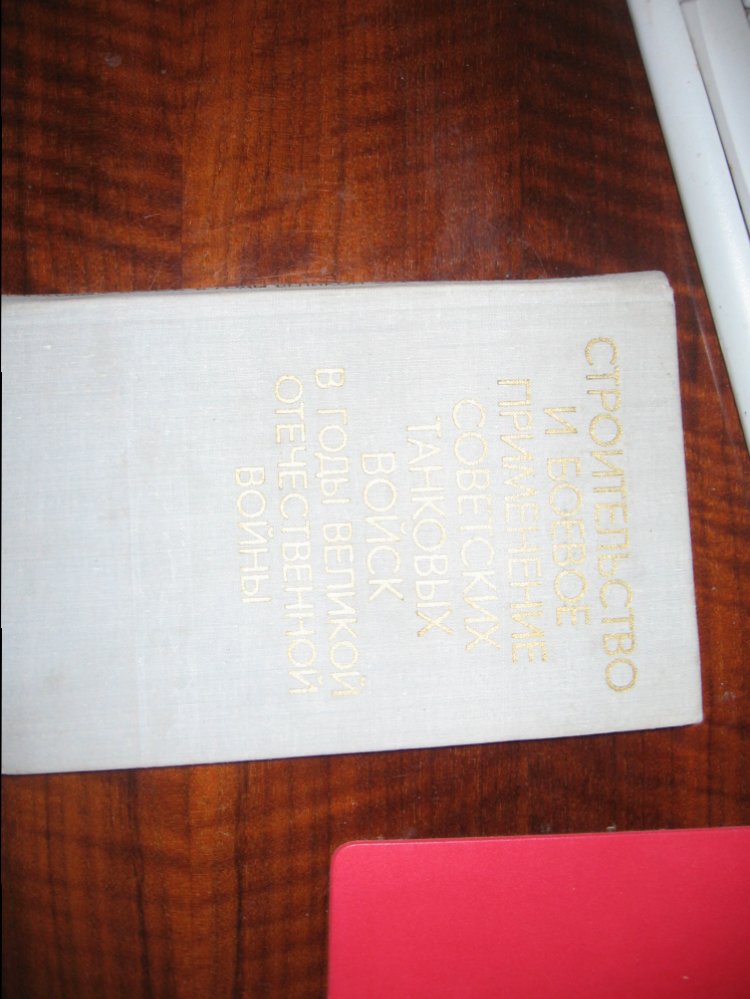 СТРОИТЕЛЬСТВО
И БОЕВОЕ
ПРИМЕНЕНИЕ
СОВЕТСКИХ
ТАНКОВЫХ
ВОЙСК
В ГОДЫ ВЕЛИКОЙ
ОТЕЧЕСТВЕННОЙ
ВОЙНЫ